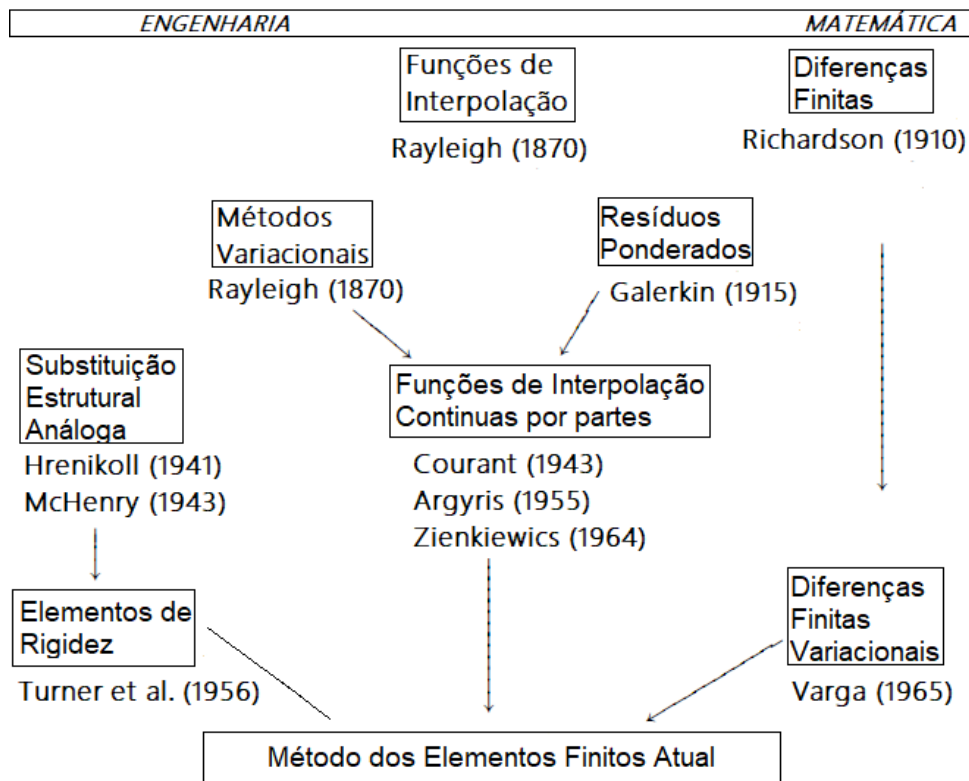 ENGENHARIA
MATEMÁTICA
Funções de
Interpolação
Rayleigh (1870)
Diferenças
Finitas
Richardson (1910)
Métodos
Variacionais
Rayleigh (1870)
Resíduos
Ponderados
Galerkin (1915)
Substituição
Estrutural
Análoga
Hrenikoll (1941)
McHenry (1943)
Funções de Interpolação
Continuas por partes
Courant (1943)
Argyris (1955)
Zienkiewics (1964)
Elementos de
Rigidez
Turner et al. (1956)
Diferenças
Finitas
Variacionais
Varga (1965)
Método dos Elementos Finitos Atual